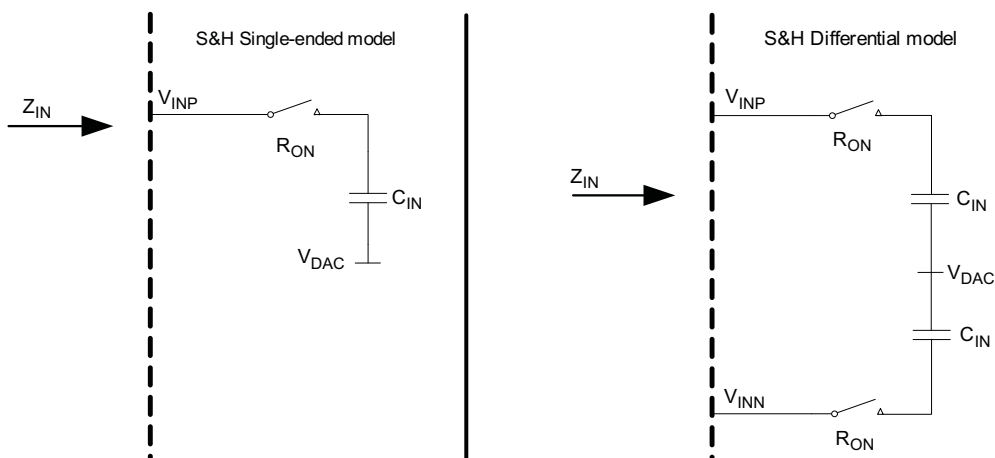 S&H Single-ended model
Z_IN
V_INP
R_ON
C_IN
V_DAC
S&H Differential model
V_INP
R_ON
Z_IN
C_IN
V_DAC
C_IN
V_INN
R_ON